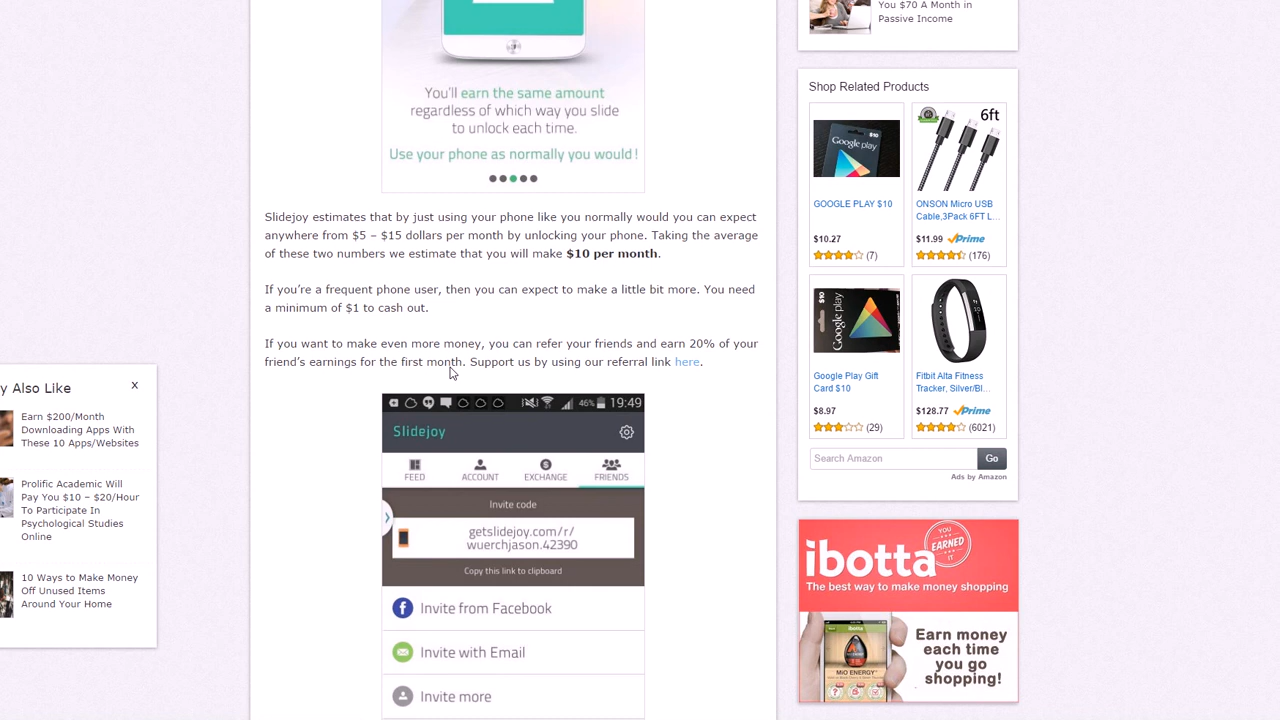 You'll earn the same amount
regardless of which way you slide
to unlock each time.
Use your phone as normally you would !
Slidejoy estimates that by just using your phone like you normally would you can expect
anywhere from $5 – $15 dollars per month by unlocking your phone. Taking the average
of these two numbers we estimate that you will make $10 per month.
If you're a frequent phone user, then you can expect to make a little bit more. You need
a minimum of $1 to cash out.
If you want to make even more money, you can refer your friends and earn 20% of your
friend's earnings for the first month. Support us by using our referral link here.
46% 19:49
Slidejoy
FEED ACCOUNT EXCHANGE FRIENDS
Invite code
getslidejoy.com/r/
wuerchjason.42390
Copy this link to clipboard
Invite from Facebook
Invite with Email
Invite more
y Also Like
X
Earn $200/Month
Downloading Apps With
These 10 Apps/Websites
Prolific Academic Will
Pay You $10 – $20/Hour
To Participate In
Psychological Studies
Online
10 Ways to Make Money
Off Unused Items
Around Your Home
You $70 A Month in
Passive Income
Shop Related Products
$10
Google play
GOOGLE PLAY $10
$10.27
(7)
6ft
ONSON Micro USB
Cable,3Pack 6FT L...
$11.99 Prime
(176)
$10
Google play
Google Play Gift
Card $10
$8.97
(29)
Fitbit Alta Fitness
Tracker, Silver/Bl...
$128.77 Prime
(6021)
Search Amazon Go
Ads by Amazon
YOU
EARNED
IT
ibotta
The best way to make money shopping
ibotta
MiO ENERGY
Earn money
each time
you go
shopping!